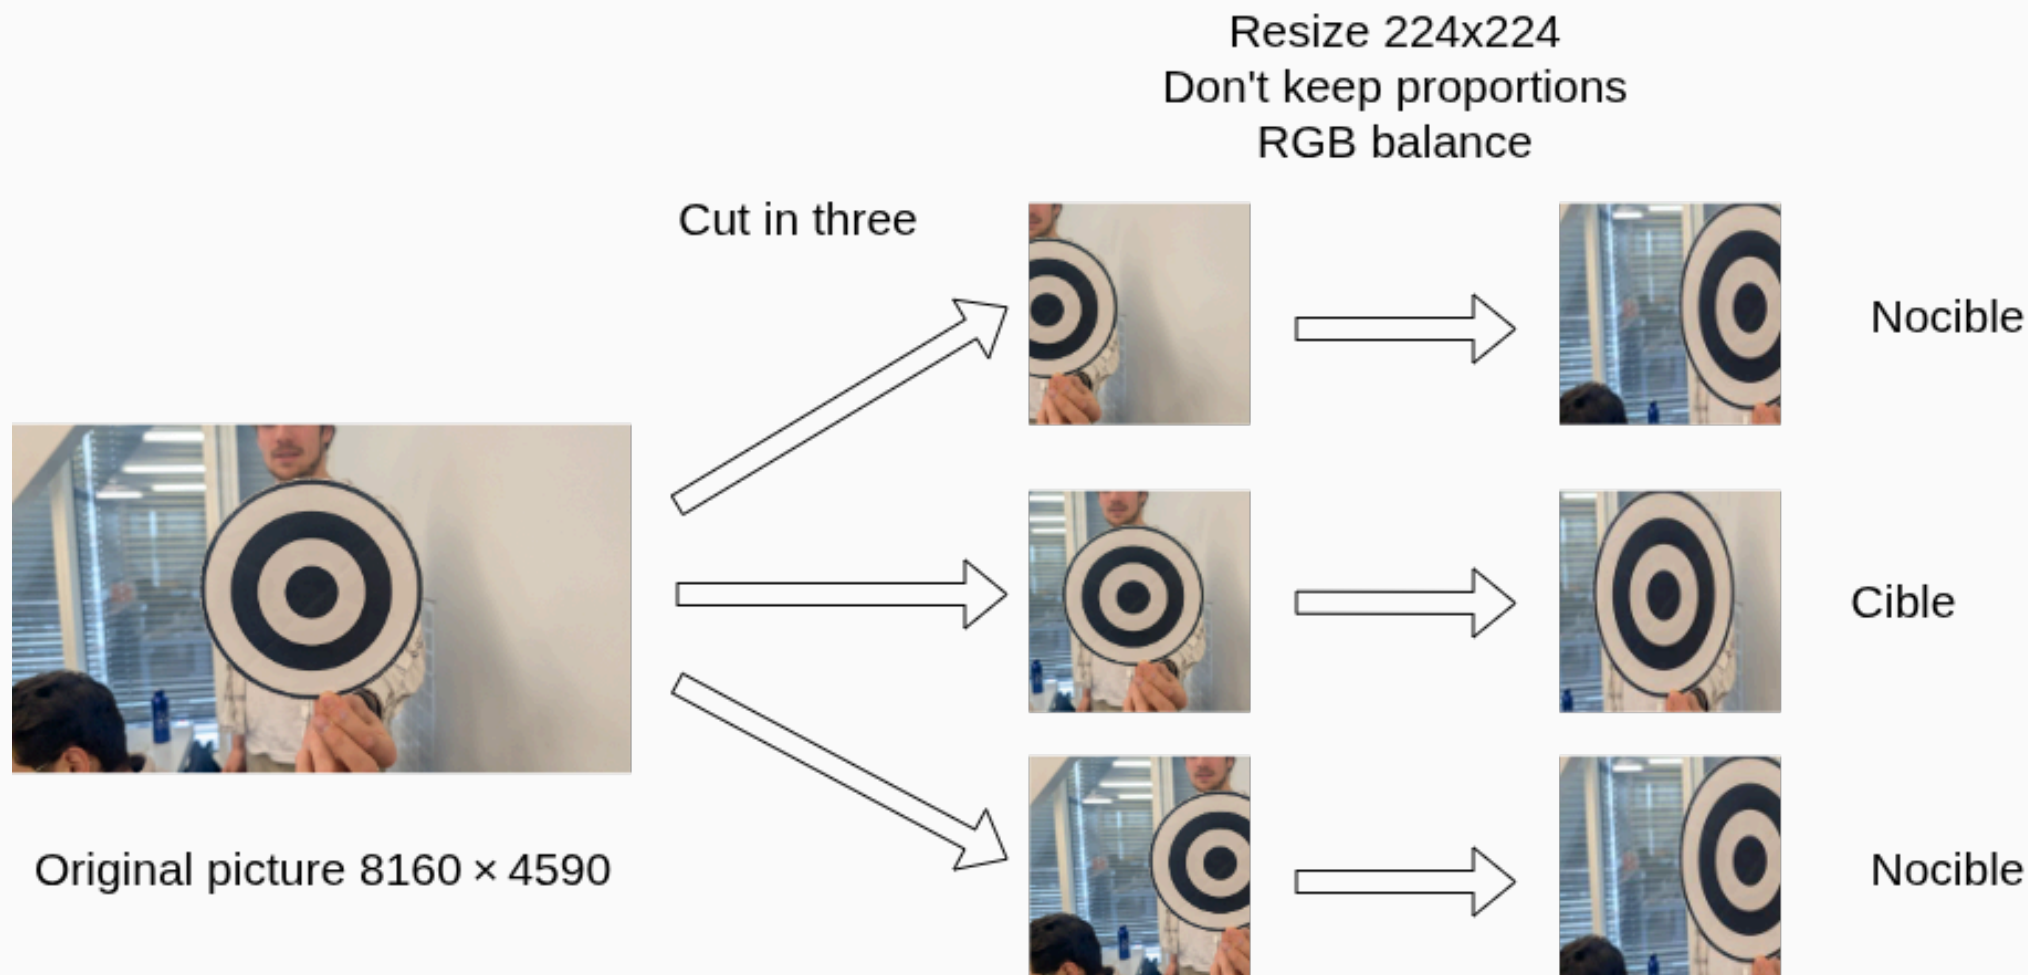 Resize 224x224
Don't keep proportions
RGB balance
Cut in three
Nocible
Cible
Original picture 8160 × 4590
Nocible